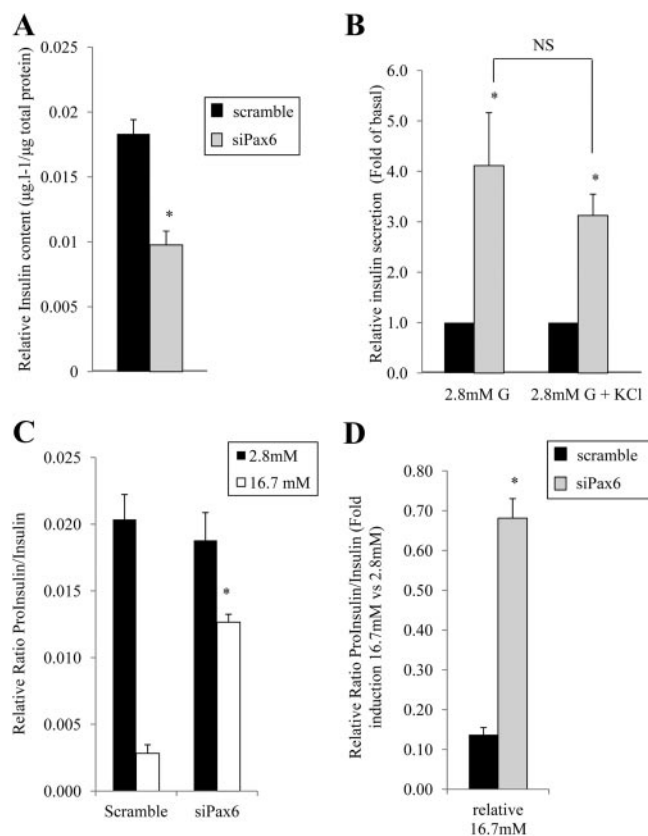 A
Relative Insulin content (µg.l-1/µg total protein)
0.025
0.02
0.015
0.01
0.005
0
*
scramble
siPax6
B
NS
Relative insulin secretion (Fold of basal)
6.0
5.0
4.0
3.0
2.0
1.0
0.0
*
*
2.8mM G
2.8mM G + KCl
C
2.8mM
16.7 mM
Relative Ratio ProInsulin/Insulin
0.025
0.020
0.015
0.010
0.005
0.000
*
Scramble
siPax6
D
scramble
siPax6
Relative Ratio ProInsulin/Insulin (Fold
induction 16.7mM vs 2.8mM)
0.80
0.70
0.60
0.50
0.40
0.30
0.20
0.10
0.00
*
relative
16.7mM